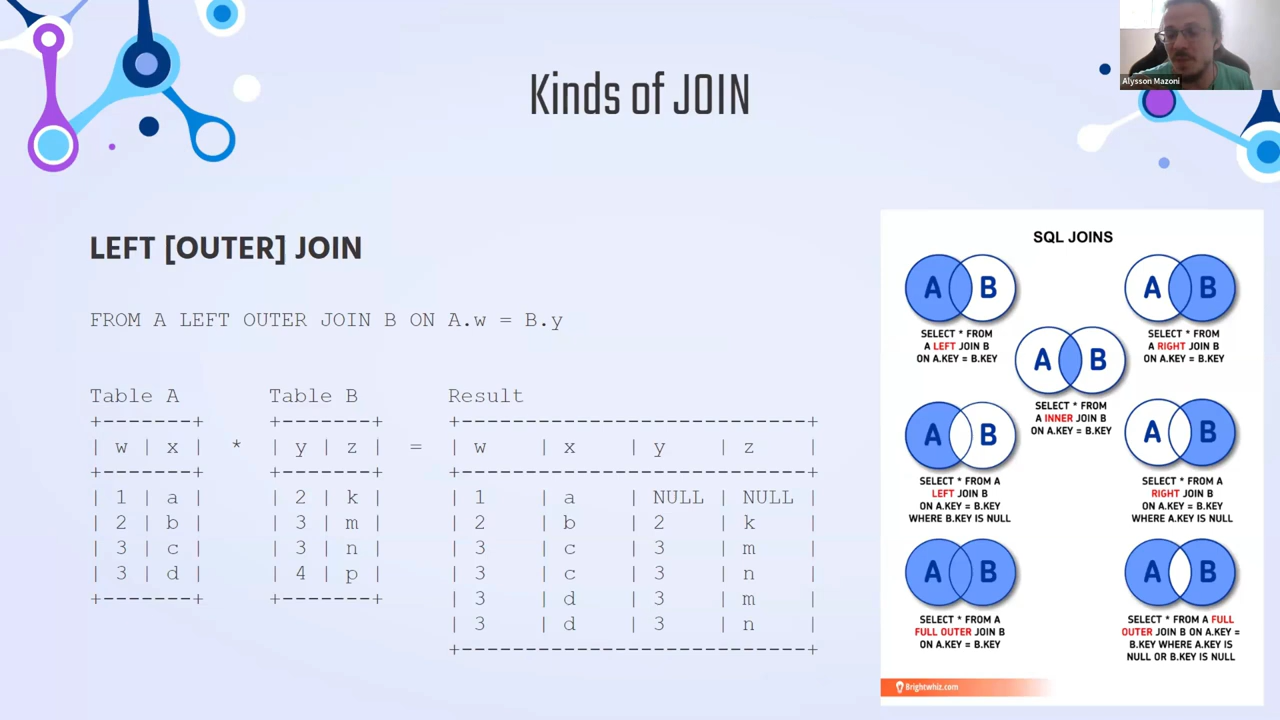 Kinds of JOIN
Alysson Mazoni
LEFT [OUTER] JOIN
FROM A LEFT OUTER JOIN B ON A.w = B.y
Table A Table B Result
+-------+ +-------+ +---------------------------+
| w | x | * | y | z | = | w | x | y | z |
+-------+ +-------+ +---------------------------+
| 1 | a | | 2 | k | | 1 | a | NULL | NULL |
| 2 | b | | 3 | m | | 2 | b | 2 | k |
| 3 | c | | 3 | n | | 3 | c | 3 | m |
| 3 | d | | 4 | p | | 3 | c | 3 | n |
+-------+ +-------+ | 3 | d | 3 | m |
| 3 | d | 3 | n |
+---------------------------+
SQL JOINS
A B
SELECT * FROM
A LEFT JOIN B
ON A.KEY = B.KEY
A B
SELECT * FROM
A RIGHT JOIN B
ON A.KEY = B.KEY
A B
SELECT * FROM
A INNER JOIN B
ON A.KEY = B.KEY
A B
SELECT * FROM A
LEFT JOIN B
ON A.KEY = B.KEY
WHERE B.KEY IS NULL
A B
SELECT * FROM A
RIGHT JOIN B
ON A.KEY = B.KEY
WHERE A.KEY IS NULL
A B
SELECT * FROM A
FULL OUTER JOIN B
ON A.KEY = B.KEY
A B
SELECT * FROM A FULL
OUTER JOIN B ON A.KEY =
B.KEY WHERE A.KEY IS
NULL OR B.KEY IS NULL
Brightwhiz.com